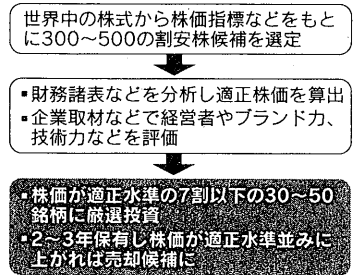 世界中の株式から株価指標などをもと
に300〜500の割安株候補を選定
▪財務諸表などを分析し適正株価を算出
▪企業取材などで経営者やブランド力、
技術力などを評価
▪株価が適正水準の7割以下の30〜50
銘柄に厳選投資
▪2〜3年保有し株価が適正水準並みに
上がれば売却候補に